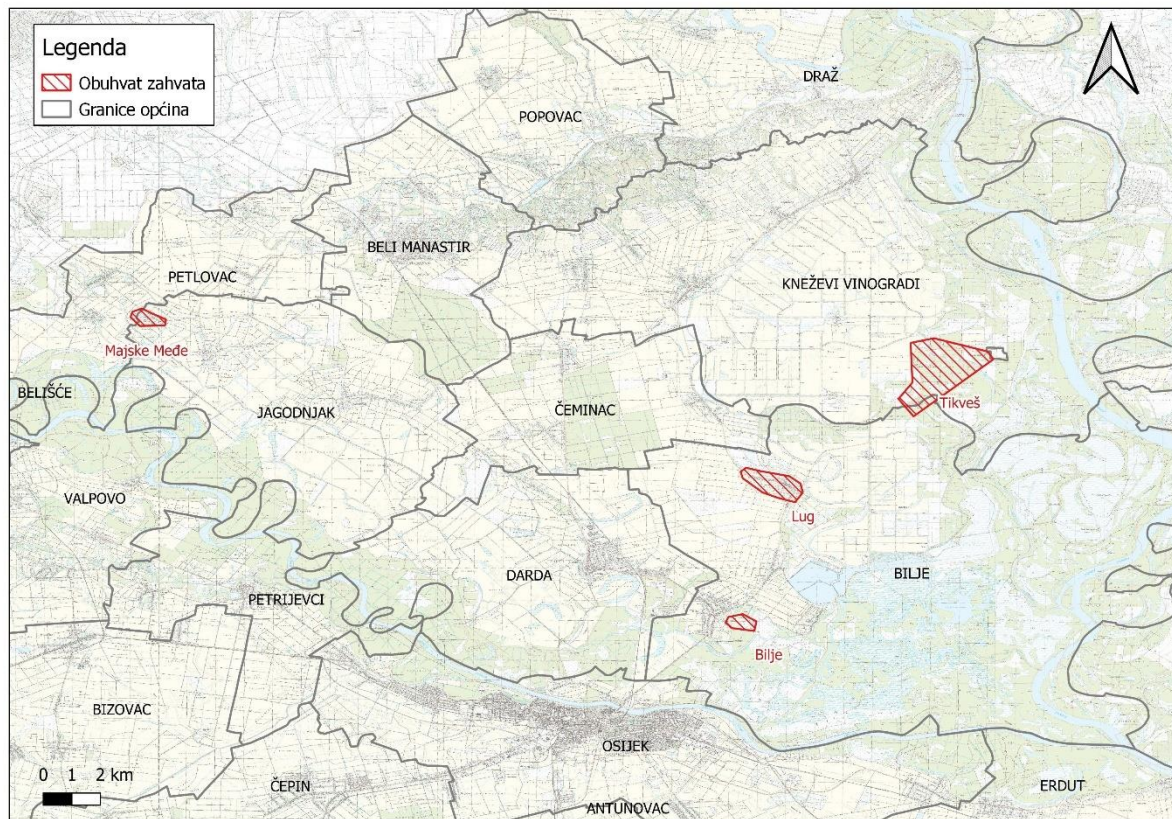 Legenda
Obuhvat zahvata
Granice općina
DRAŽ
POPOVAC
BELI MANASTIR
PETLOVAC
KNEŽEVI VINOGRADI
Majske Međe
BELIŠĆE
JAGODNJAK
ČEMINAC
Tikveš
VALPOVO
Lug
DARDA
BILJE
PETRIJEVCI
Bilje
BIZOVAC
OSIJEK
0 1 2 km
ČEPIN
ERDUT
ANTUNOVAC